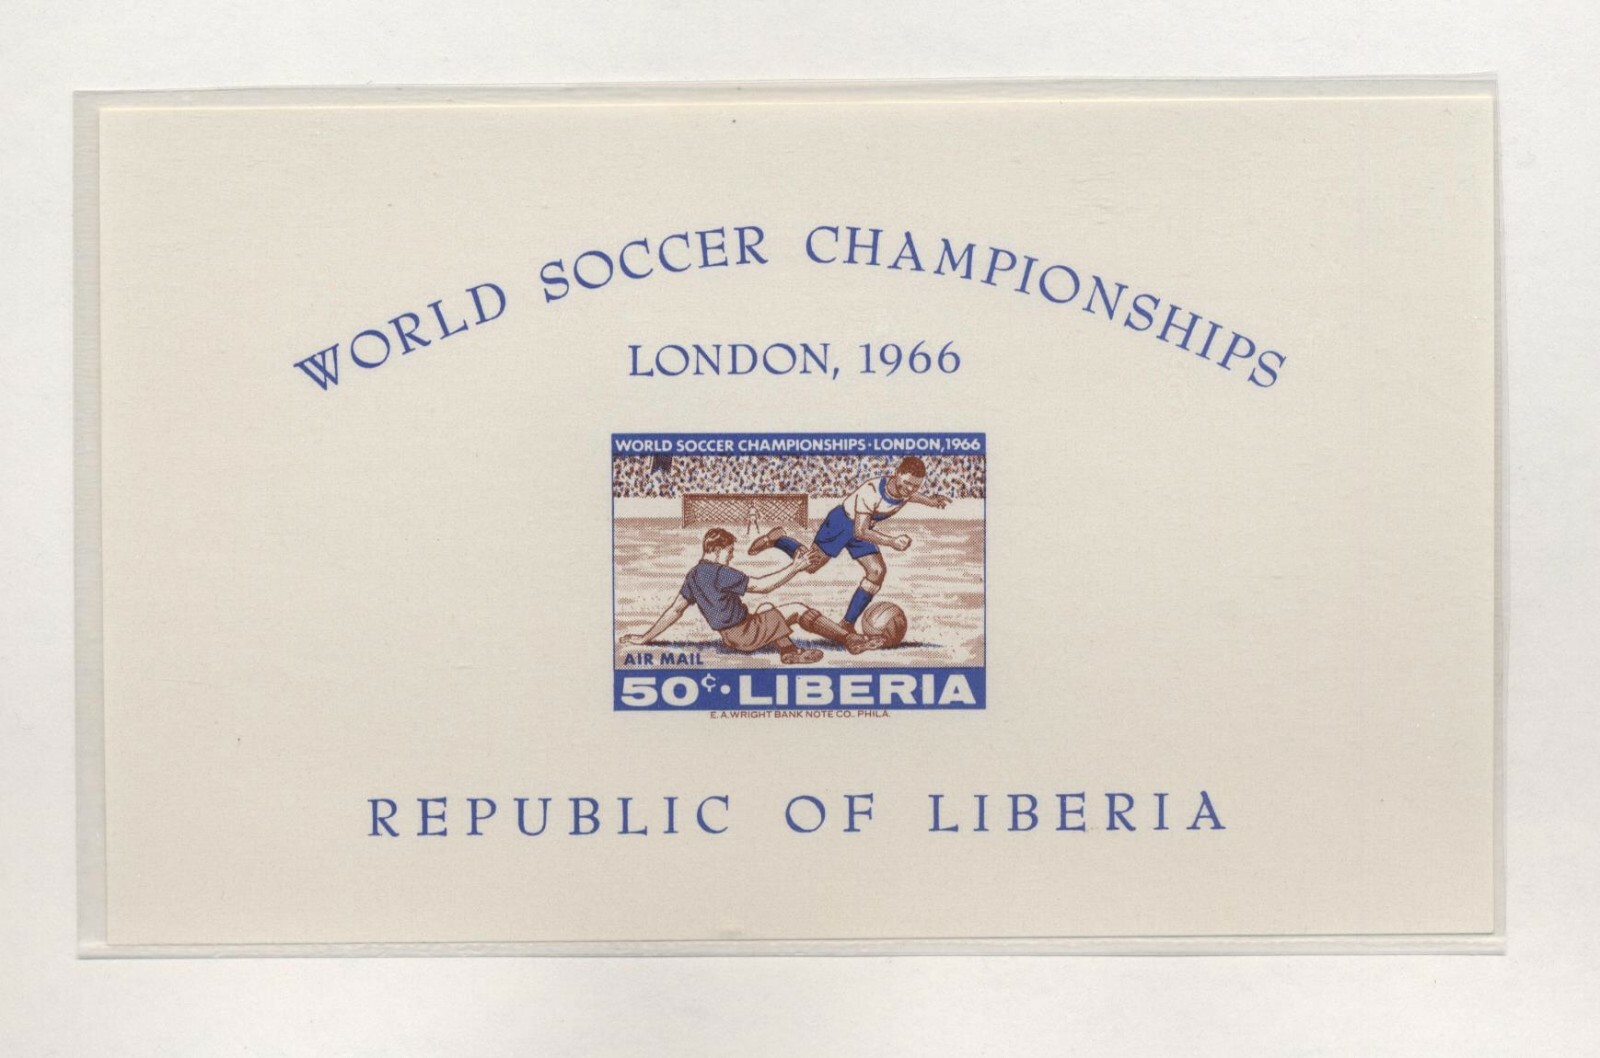 WORLD SOCCER CHAMPIONSHIPS
LONDON, 1966
WORLD SOCCER CHAMPIONSHIPS · LONDON, 1966
AIR MAIL
50¢ · LIBERIA
E. A. WRIGHT BANK NOTE CO. PHILA.
REPUBLIC OF LIBERIA